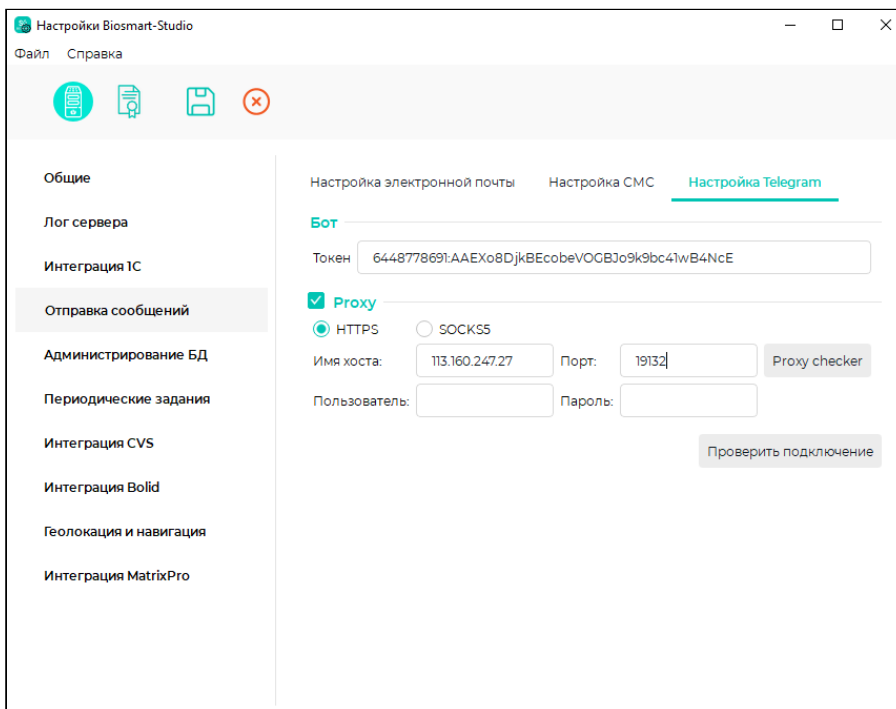 Настройки Biosmart-Studio
Файл Справка
Общие
Лог сервера
Интеграция 1С
Отправка сообщений
Администрирование БД
Периодические задания
Интеграция CVS
Интеграция Bolid
Геолокация и навигация
Интеграция MatrixPro
Настройка электронной почты Настройка СМС Настройка Telegram
Бот
Токен 6448778691:AAEXo8DjkBEcobeVOGBJo9k9bc41wB4NcE
Proxy
HTTPS SOCKS5
Имя хоста: 113.160.247.27 Порт: 19132 Proxy checker
Пользователь: Пароль:
Проверить подключение